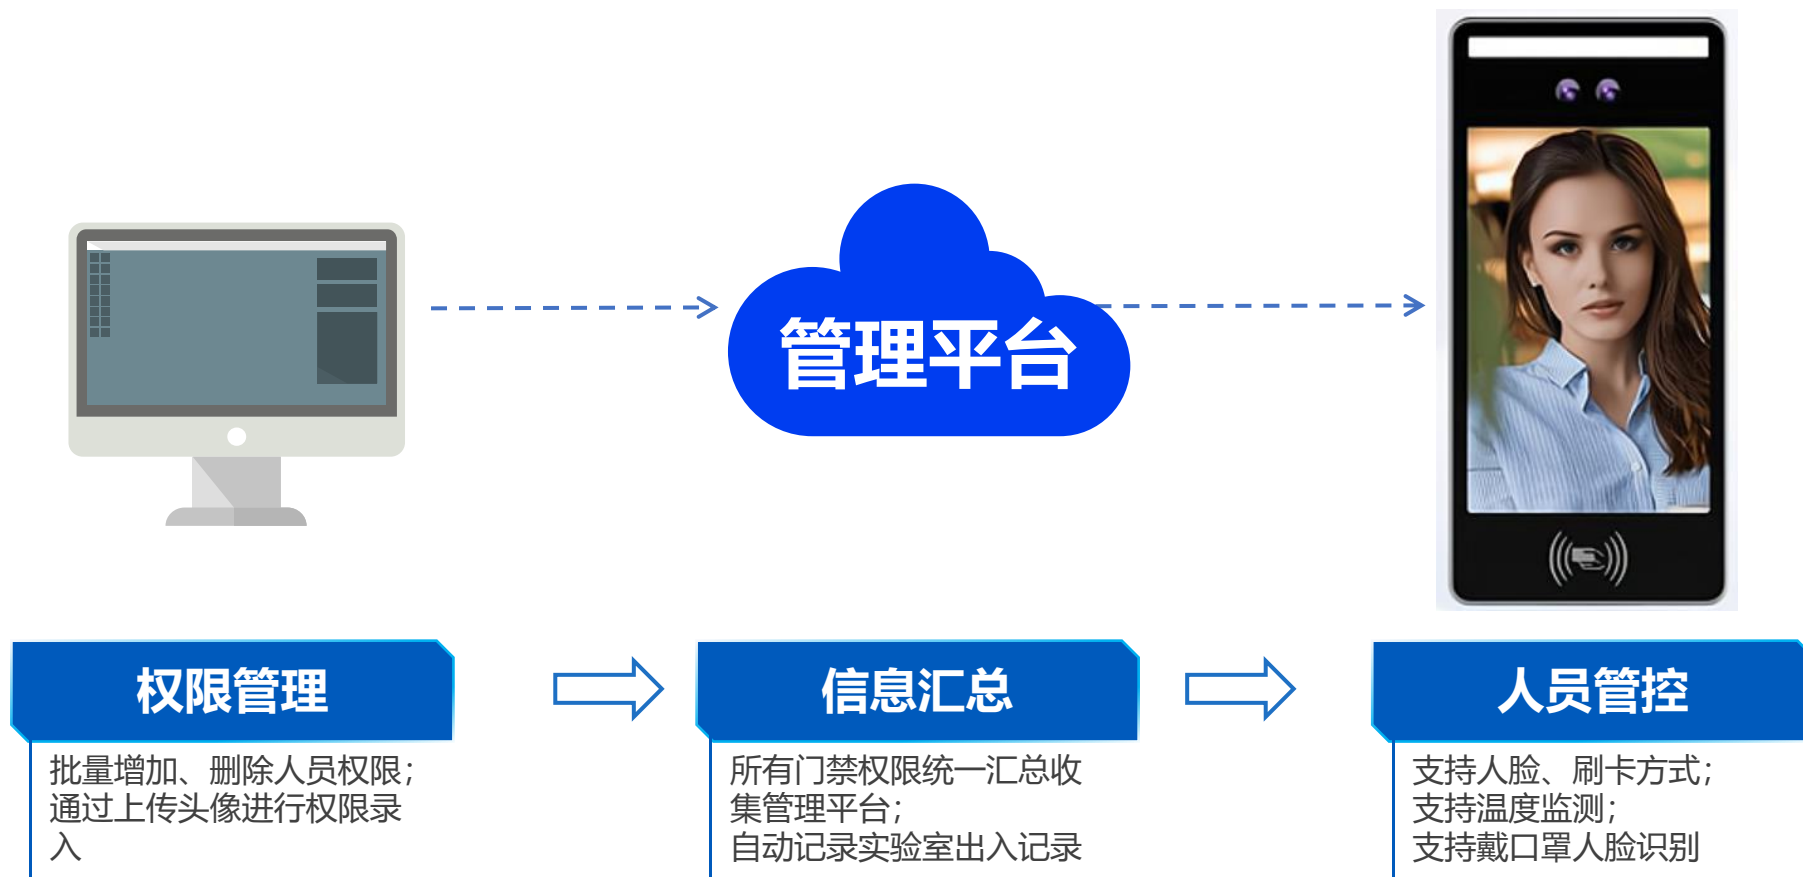 管理平台
权限管理
批量增加、删除人员权限；
通过上传头像进行权限录
入
信息汇总
所有门禁权限统一汇总收
集管理平台；
自动记录实验室出入记录
人员管控
支持人脸、刷卡方式；
支持温度监测；
支持戴口罩人脸识别